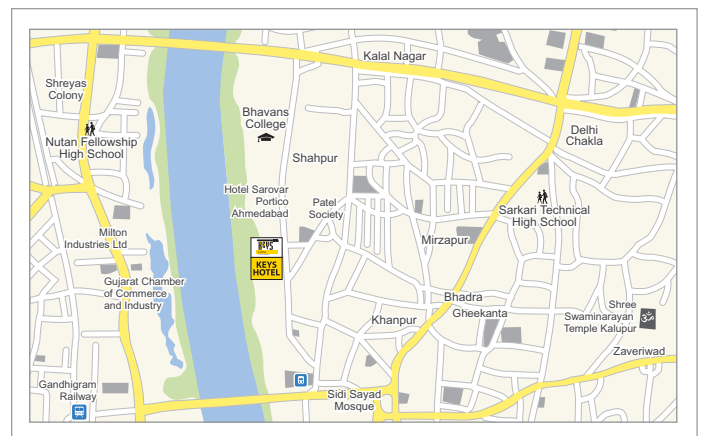 Kalal Nagar
Shreyas
Colony
Bhavans
College
Nutan Fellowship
High School
Delhi
Chakla
Shahpur
Hotel Sarovar
Portico
Ahmedabad
Patel
Society
Sarkari Technical
High School
Milton
Industries Ltd
Mirzapur
KEYS
KEYS
HOTEL
Gujarat Chamber
of Commerce
and Industry
Bhadra
Gheekanta
Shree
Swaminarayan
Temple Kalupur
Khanpur
Zaveriwad
Gandhigram
Railway
Sidi Sayad
Mosque